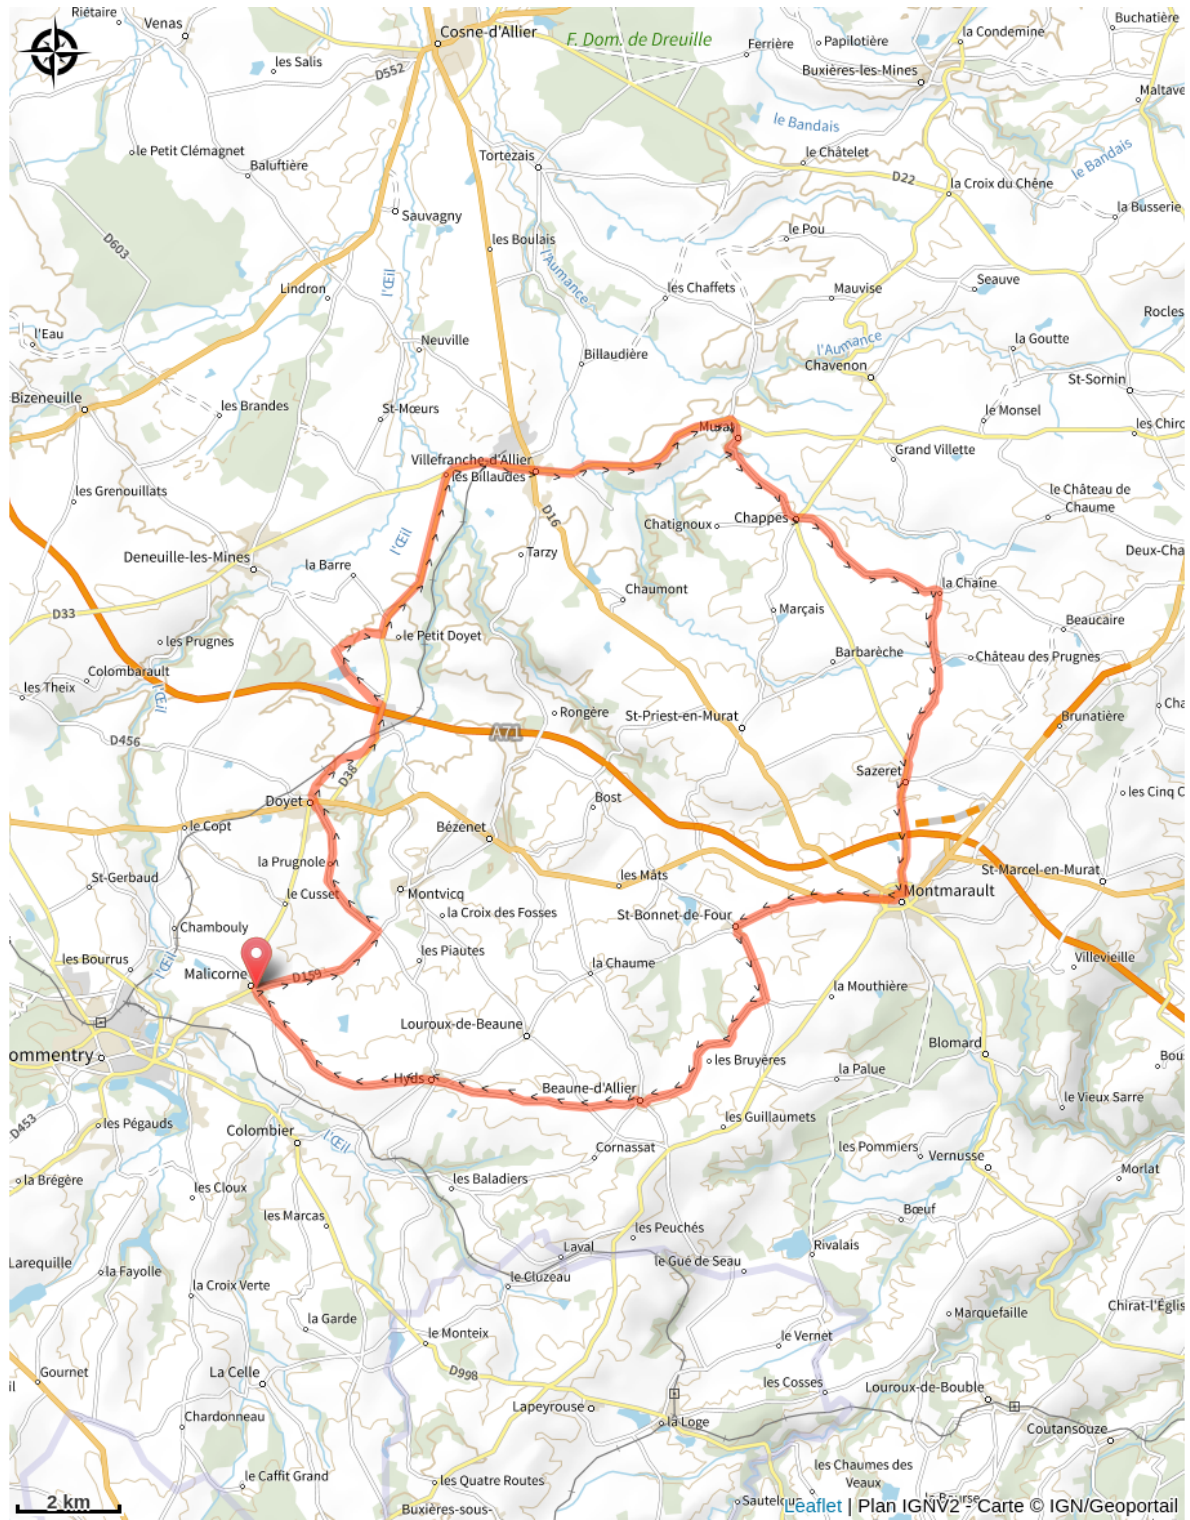 Riétaire
Venas
Cosne-d'Allier
F. Dom. de Dreuille
Ferrière
Papilotière
la Condemine
Buchatière
les Salis
D552
Buxières-les-Mines
le Bandais
le Petit Clémagnet
Baluftière
Tortezais
le Châtelet
le Bandais
D22
la Croix du Chêne
la Busserie
Sauvagny
les Boulais
le Pou
D603
l'Œil
l'Aumance
Lindron
les Chaffets
Mauvise
Seauve
Rocles
l'Eau
Neuville
Billaudière
l'Aumance
la Goutte
Chavenon
St-Sornin
Bizeneuille
les Brandes
St-Mœurs
le Monsel
Murat
les Chirc
Villefranche-d'Allier
les Billaudes
Grand Villette
les Grenouillats
le Château de
Chaume
D16
Chatignoux
Chappes
Deneuille-les-Mines
l'Œil
Tarzy
Deux-Cha
la Barre
Chaumont
la Chaîne
D33
Marçais
Beaucaire
les Prugnes
le Petit Doyet
Barbarèche
Château des Prugnes
Colombarault
les Theix
l'Œil
Rongère
St-Priest-en-Murat
Cha
Brunatière
D456
A71
D38
Sazeret
Doyet
Bost
les Cinq C
le Copt
Bézenet
la Prugnole
St-Gerbaud
les Mâts
St-Marcel-en-Murat
le Cusset
Montvicq
Montmarault
la Croix des Fosses
St-Bonnet-de-Four
Chambouly
les Bourrus
l'Œil
les Piautes
la Chaume
Villevieille
Malicorne
D159
la Mouthière
Louroux-de-Beaune
Blomard
ommentry
les Bruyères
Bou
la Palue
Hyds
Beaune-d'Allier
le Vieux Sarre
D453
les Pégauds
les Guillaumets
Colombier
l'Œil
Cornassat
les Pommiers
Vernusse
la Brégère
les Cloux
les Baladiers
Morlat
les Marcas
Bœuf
les Peuchés
Laval
Rivalais
Larequille
la Fayolle
le Gué de Seau
la Croix Verte
le Cluzeau
Chirat-l'Églis
la Garde
le Monteix
Marquefaille
le Vernet
Gournet
La Celle
D998
les Cosses
Louroux-de-Bouble
il
Chardonneau
Lapeyrouse
la Loge
Coutansouze
le Caffit Grand
les Quatre Routes
les Chaumes des
Veaux
2 km
Buxières-sous-
Leaflet | Plan IGNV2 - Carte © IGN/Geoportail